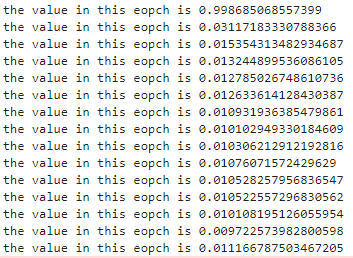 the value in this eopch is 0.998685068557399
the value in this eopch is 0.03117183330788366
the value in this eopch is 0.015354313482934687
the value in this eopch is 0.013244899536086105
the value in this eopch is 0.012785026748610736
the value in this eopch is 0.012633614128430387
the value in this eopch is 0.010931936385479861
the value in this eopch is 0.010102949330184609
the value in this eopch is 0.010306212912192816
the value in this eopch is 0.01076071572429629
the value in this eopch is 0.010528257956836547
the value in this eopch is 0.010522557296830562
the value in this eopch is 0.010108195126055954
the value in this eopch is 0.009722573982800598
the value in this eopch is 0.011166787503467205